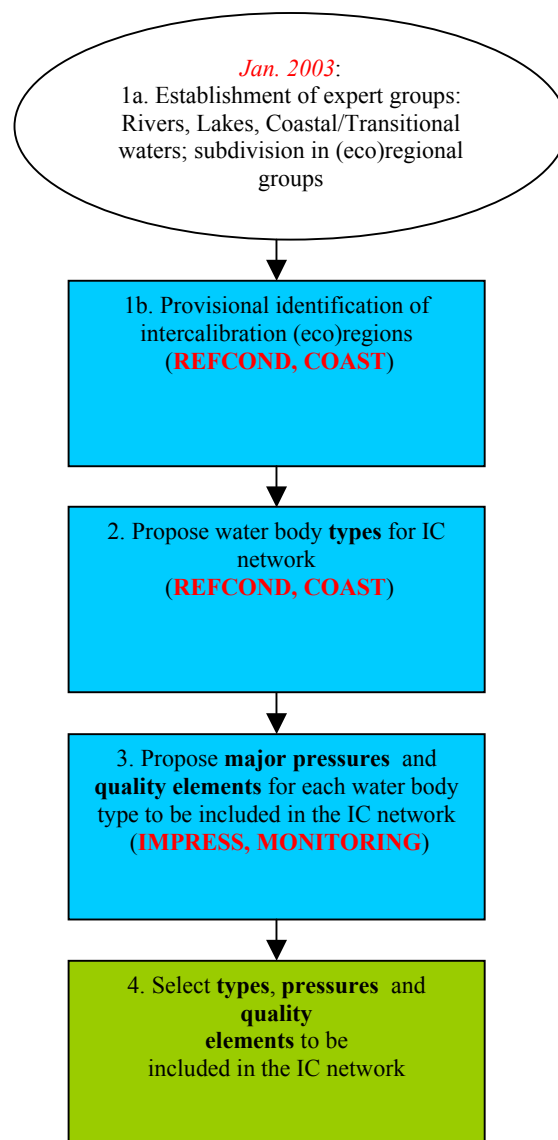 Jan. 2003:
1a. Establishment of expert groups:
Rivers, Lakes, Coastal/Transitional
waters; subdivision in (eco)regional
groups
1b. Provisional identification of
intercalibration (eco)regions
(REFCOND, COAST)
2. Propose water body types for IC
network
(REFCOND, COAST)
3. Propose major pressures and
quality elements for each water body
type to be included in the IC network
(IMPRESS, MONITORING)
4. Select types, pressures and
quality
elements to be
included in the IC network